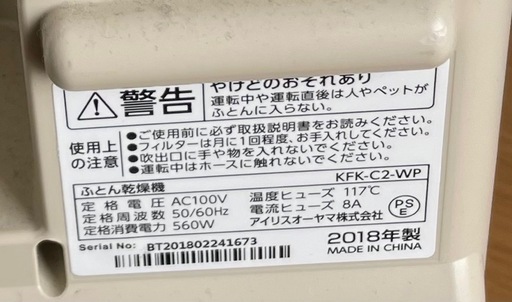 警告
やけどのおそれあり
運転中や運転直後は人やペットが
ふとんに入らない。
使用上の注意
●ご使用前に必ず取扱説明書をお読みください。
●フィルターは月に1回程度、お手入れしてください。
●吹出口に手や物を入れないでください。
●運転中はホースに触れないでください。
ふとん乾燥機 KFK-C2-WP
定格電圧 AC100V 温度ヒューズ 117℃
定格周波数 50/60Hz 電流ヒューズ 8A
定格消費電力 560W アイリスオーヤマ株式会社
PSE
Serial No: BT201802241673
2018年製
MADE IN CHINA